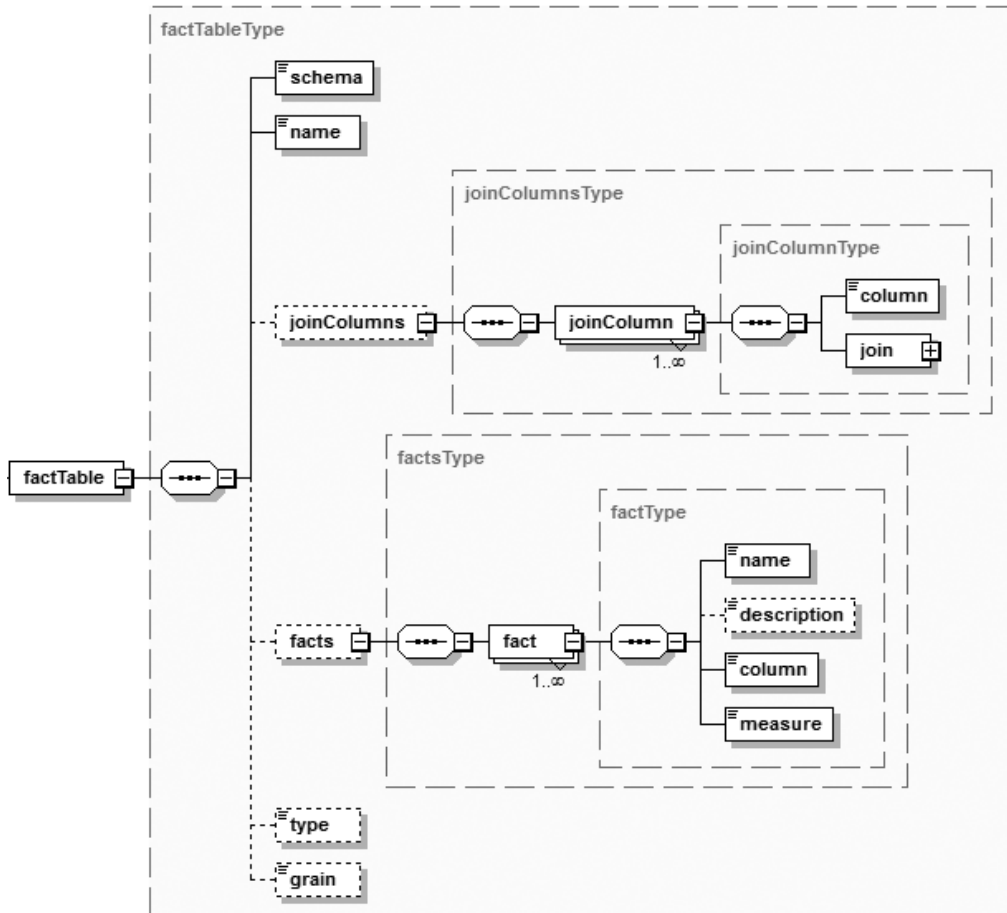 factTableType
schema
name
joinColumnsType
joinColumnType
joinColumns
joinColumn
1..∞
column
join
factTable
factsType
factType
facts
fact
1..∞
name
description
column
measure
type
grain